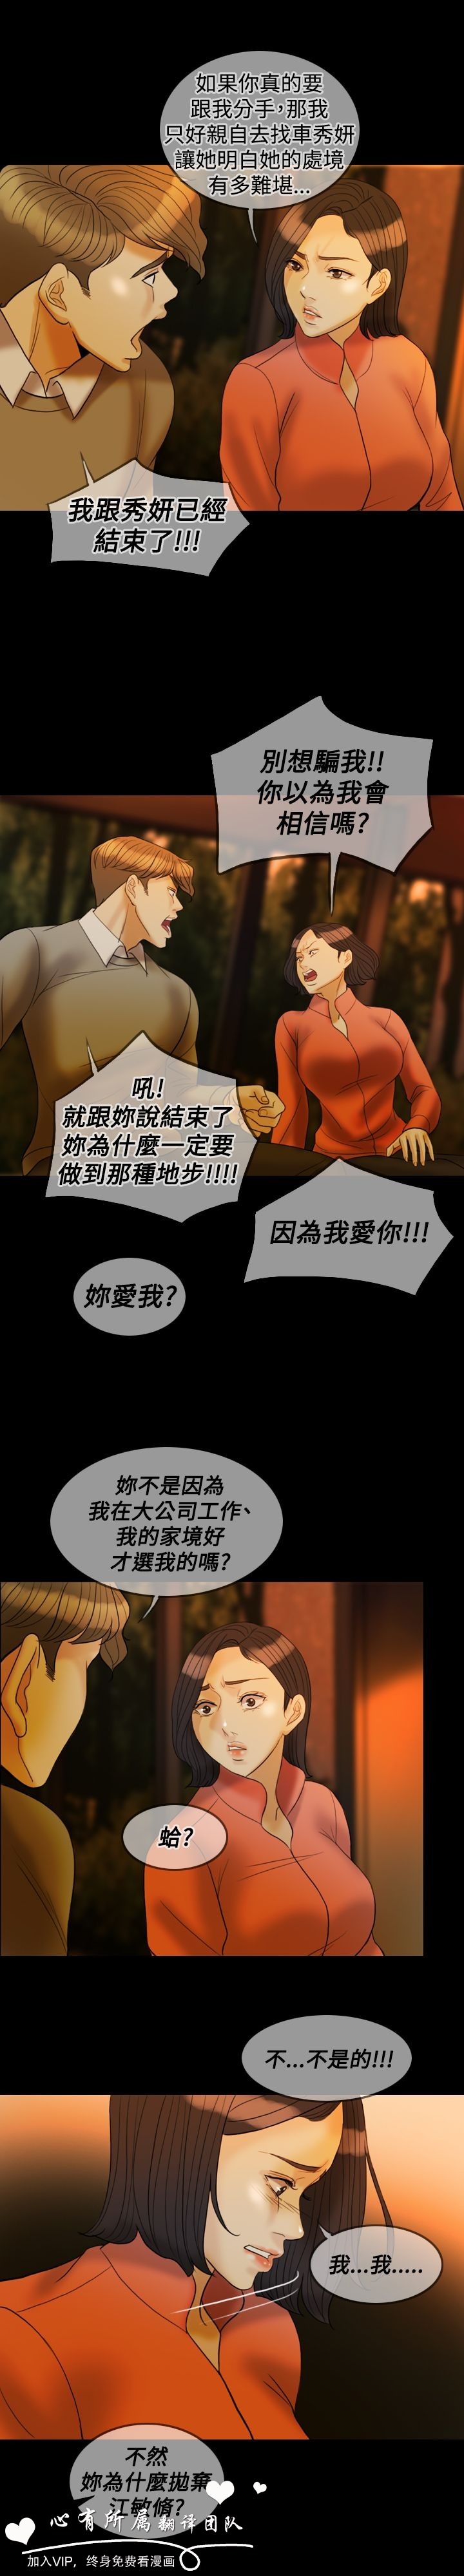 如果你真的要
跟我分手，那我
只好親自去找車秀妍
讓她明白她的處境
有多難堪...
我跟秀妍已經
結束了!!!
別想騙我!!
你以為我會
相信嗎?
吼!
就跟妳說結束了
妳為什麼一定要
做到那種地步!!!!
因為我愛你!!!
妳愛我?
妳不是因為
我在大公司工作、
我的家境好
才選我的嗎?
蛤?
不...不是的!!!
我...我.....
不然
妳為什麼拋棄
江敏脩?
心有所属翻译团队
加入VIP，终身免费看漫画